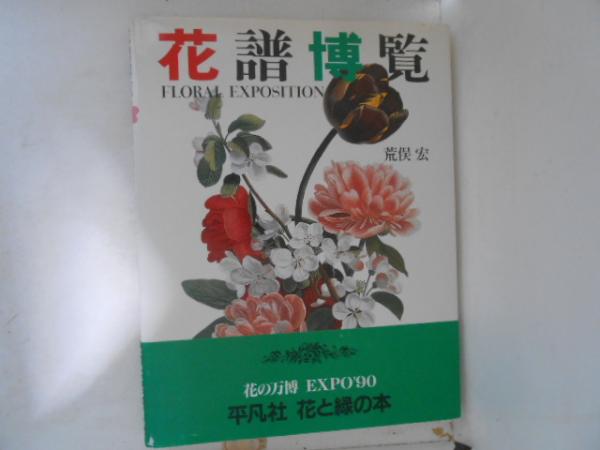 花譜博覧
FLORAL EXPOSITION
荒俣 宏
花の万博 EXPO'90
平凡社 花と緑の本